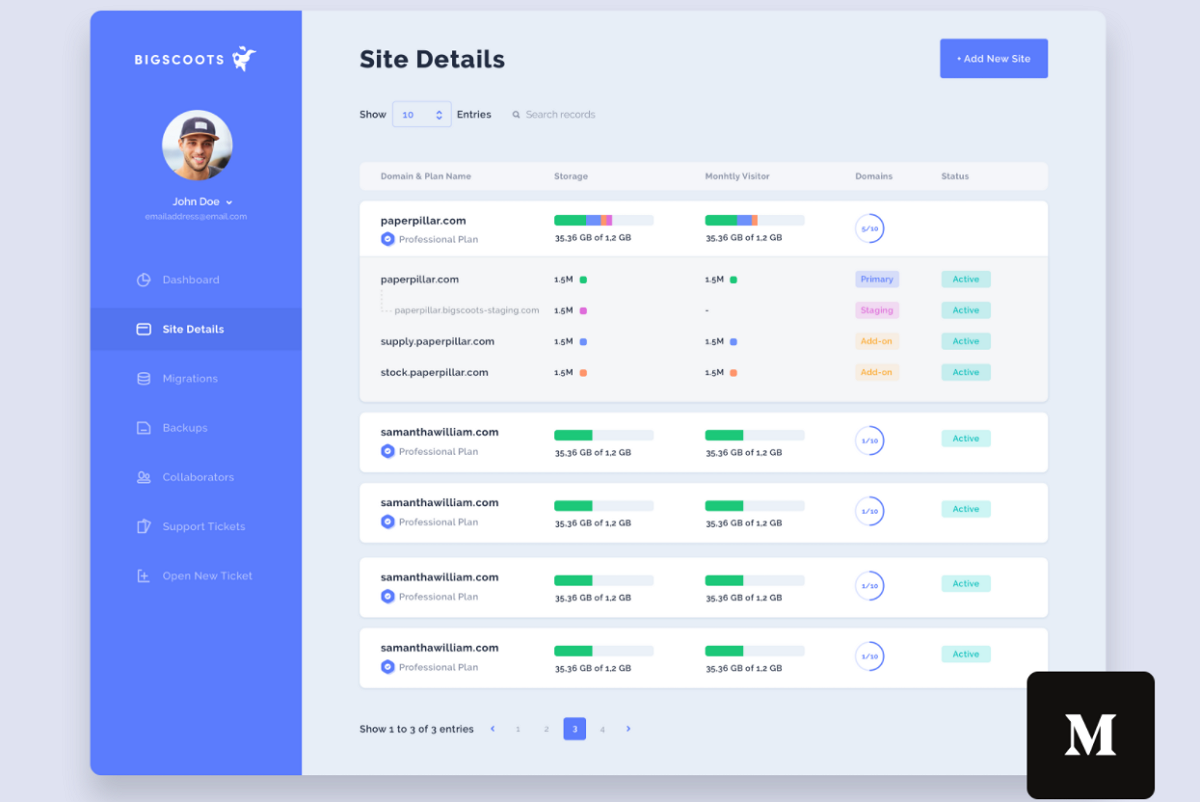 BIGSCOOTS
John Doe
emailaddress@email.com
Dashboard
Site Details
Migrations
Backups
Collaborators
Support Tickets
Open New Ticket
Site Details
+ Add New Site
Show 10 Entries Search records
Domain & Plan Name Storage Monhtly Visitor Domains Status
paperpillar.com
Professional Plan 35,36 GB of 1,2 GB 35,36 GB of 1,2 GB 5/10
paperpillar.com 1.5M 1.5M Primary Active
paperpillar.bigscoots-staging.com 1.5M - Staging Active
supply.paperpillar.com 1.5M 1.5M Add-on Active
stock.paperpillar.com 1.5M 1.5M Add-on Active
samanthawilliam.com
Professional Plan 35,36 GB of 1,2 GB 35,36 GB of 1,2 GB 1/10 Active
samanthawilliam.com
Professional Plan 35,36 GB of 1,2 GB 35,36 GB of 1,2 GB 1/10 Active
samanthawilliam.com
Professional Plan 35,36 GB of 1,2 GB 35,36 GB of 1,2 GB 1/10 Active
samanthawilliam.com
Professional Plan 35,36 GB of 1,2 GB 35,36 GB of 1,2 GB 1/10 Active
Show 1 to 3 of 3 entries 1 2 3 4
M